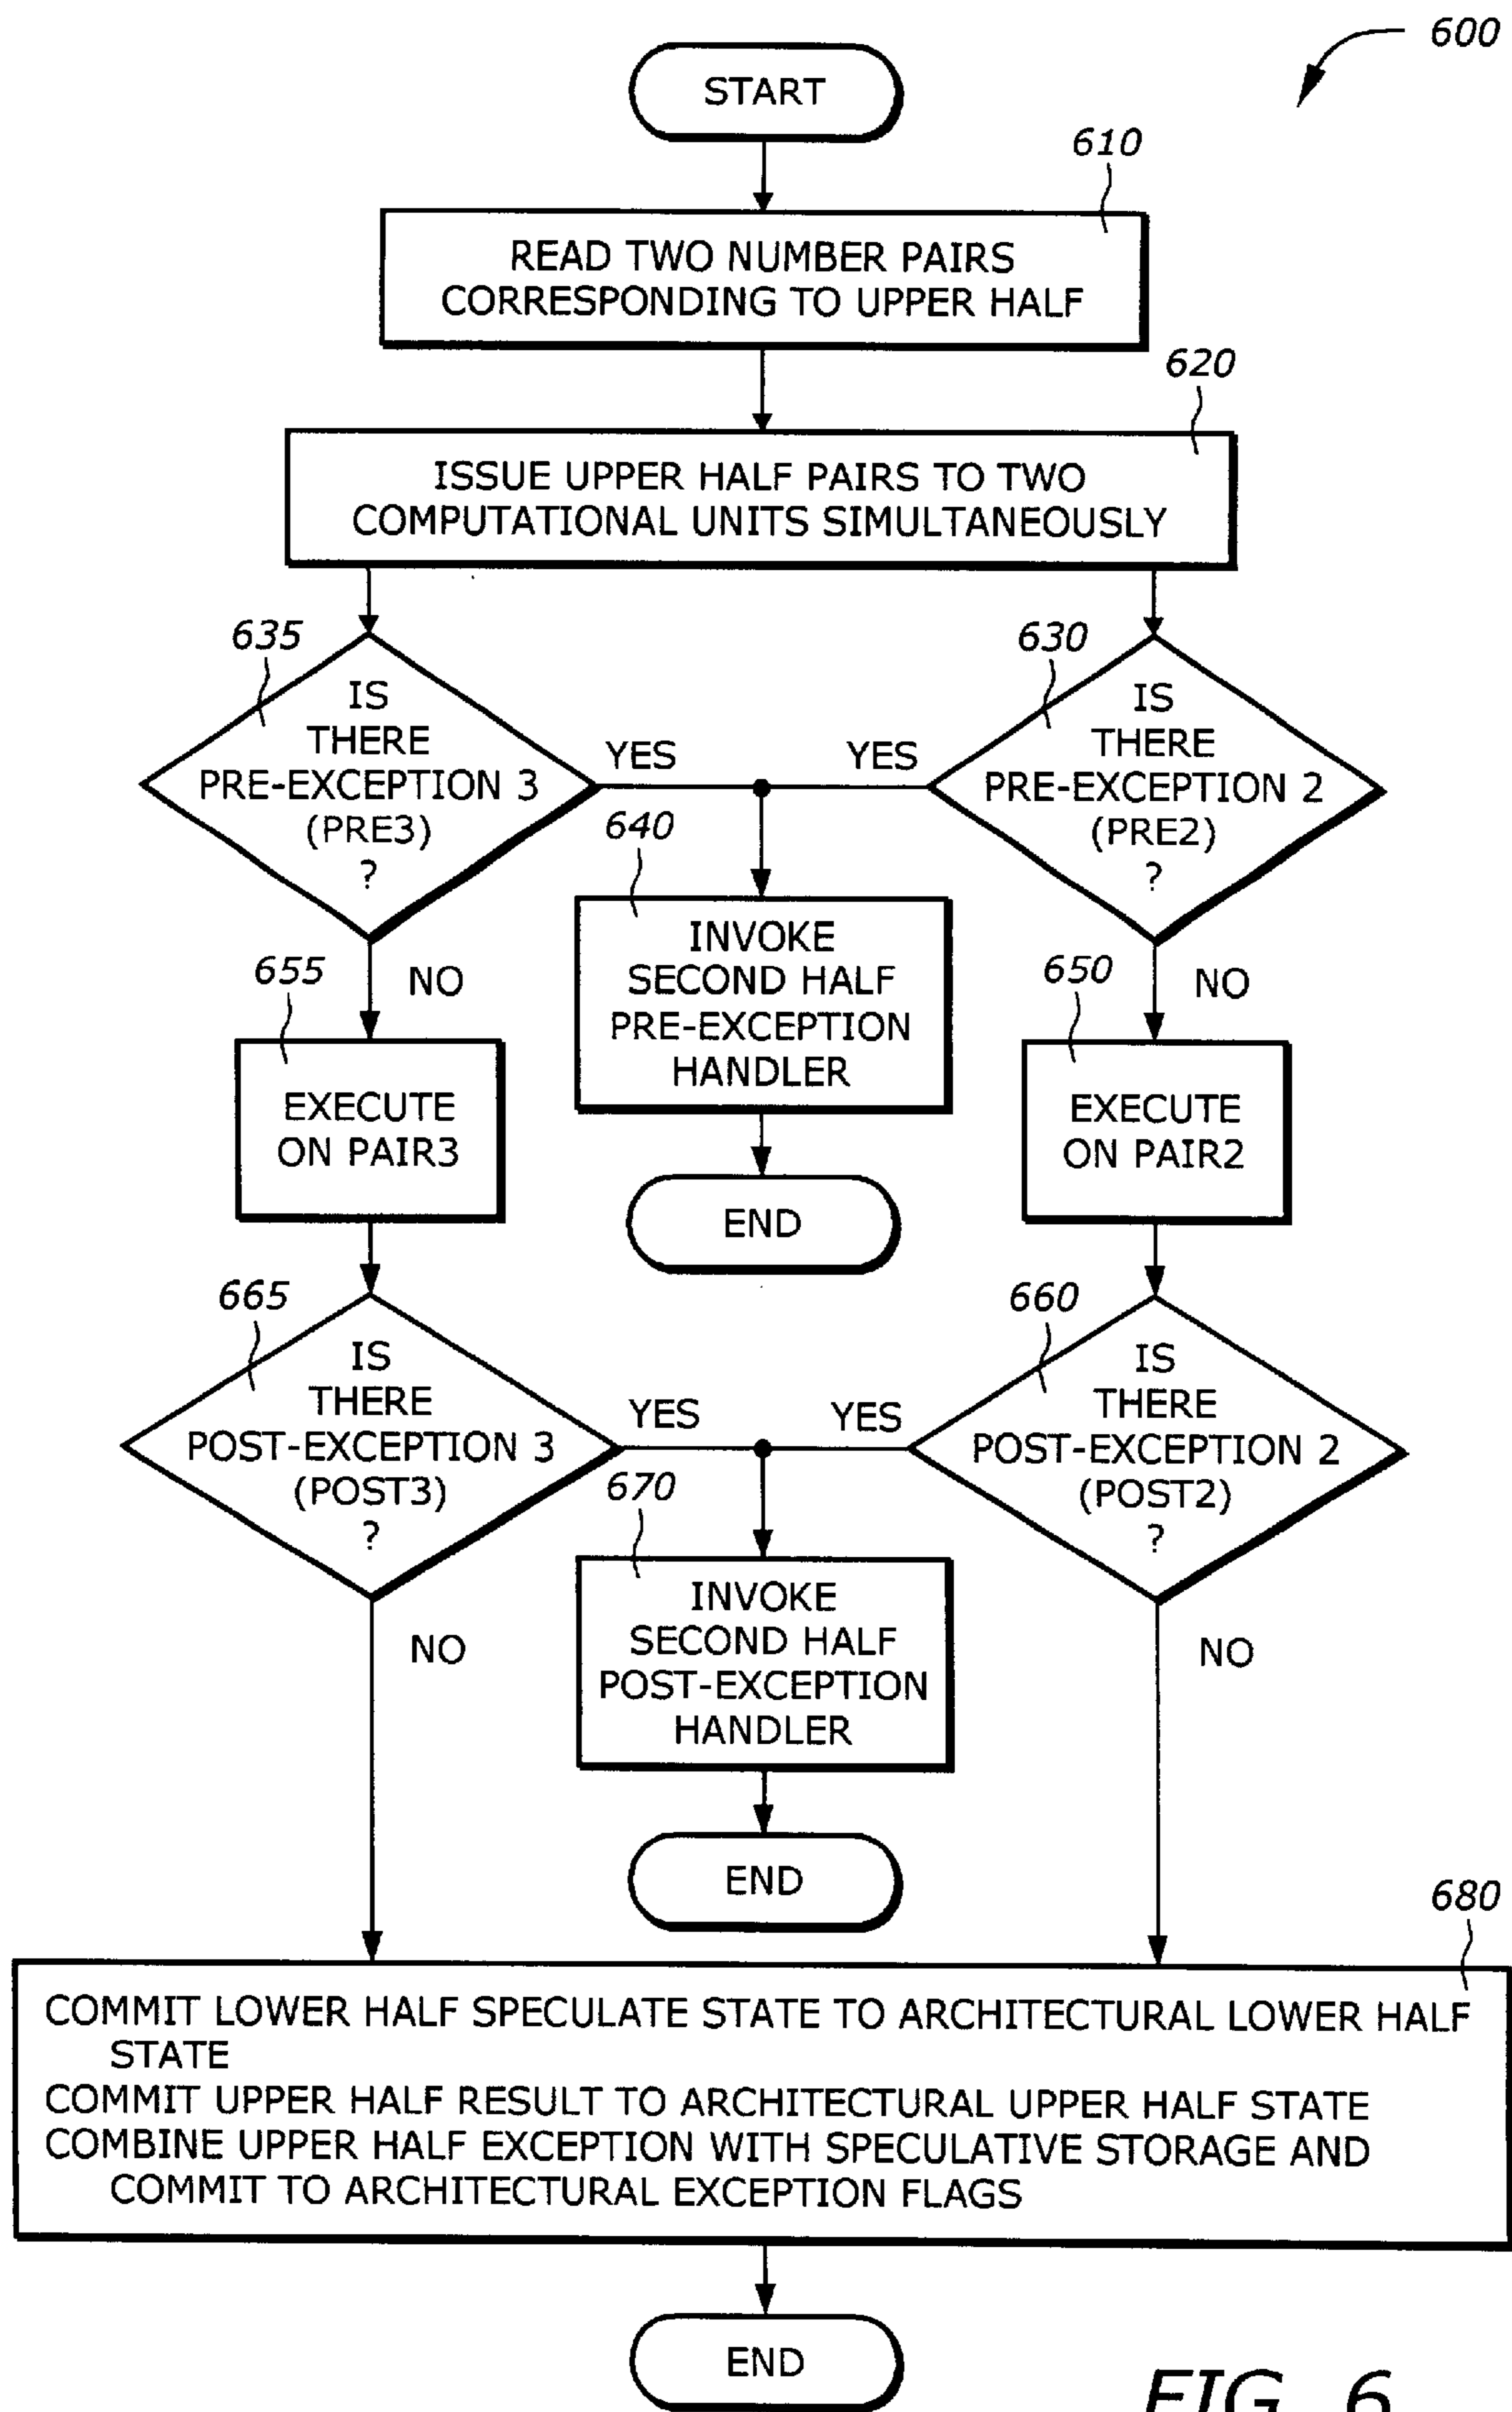 600
START
610
READ TWO NUMBER PAIRS
CORRESPONDING TO UPPER HALF
620
ISSUE UPPER HALF PAIRS TO TWO
COMPUTATIONAL UNITS SIMULTANEOUSLY
635
IS
THERE
PRE-EXCEPTION 3
(PRE3)
?
YES
630
IS
THERE
PRE-EXCEPTION 2
(PRE2)
?
YES
640
INVOKE
SECOND HALF
PRE-EXCEPTION
HANDLER
END
NO
655
EXECUTE
ON PAIR3
NO
650
EXECUTE
ON PAIR2
665
IS
THERE
POST-EXCEPTION 3
(POST3)
?
YES
660
IS
THERE
POST-EXCEPTION 2
(POST2)
?
YES
670
INVOKE
SECOND HALF
POST-EXCEPTION
HANDLER
END
NO
NO
680
COMMIT LOWER HALF SPECULATE STATE TO ARCHITECTURAL LOWER HALF
STATE
COMMIT UPPER HALF RESULT TO ARCHITECTURAL UPPER HALF STATE
COMBINE UPPER HALF EXCEPTION WITH SPECULATIVE STORAGE AND
COMMIT TO ARCHITECTURAL EXCEPTION FLAGS
END
FIG. 6